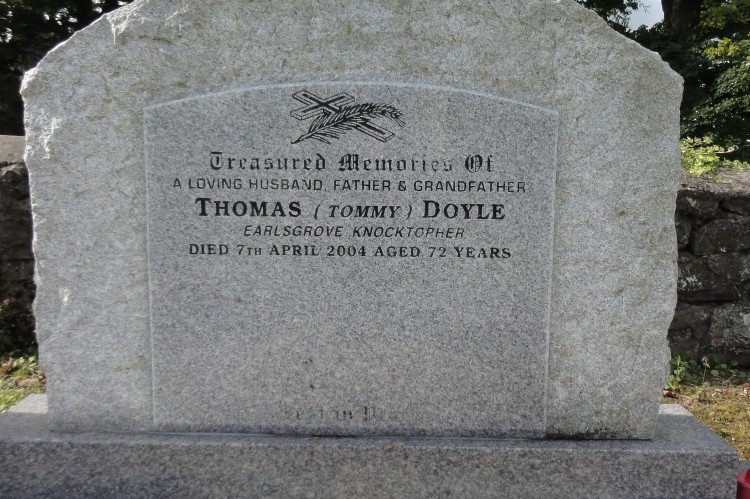 Treasured Memories Of
A LOVING HUSBAND, FATHER & GRANDFATHER
THOMAS (TOMMY) DOYLE
EARLSGROVE KNOCKTOPHER
DIED 7TH APRIL 2004 AGED 72 YEARS